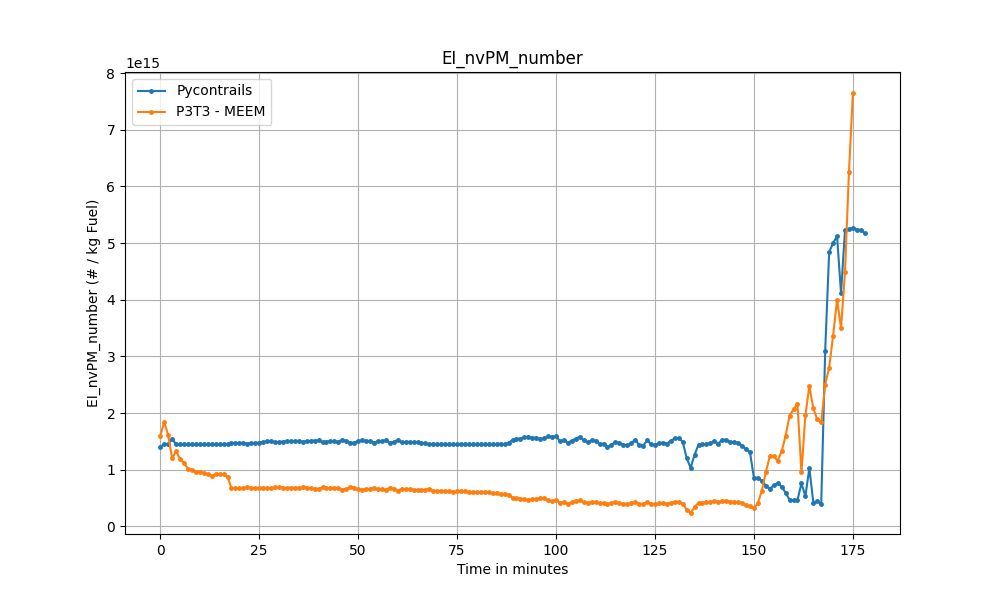 EI_nvPM_number
1e15
Pycontrails
P3T3 - MEEM
8
7
6
5
4
3
2
1
0
EI_nvPM_number (# / kg Fuel)
0 25 50 75 100 125 150 175
Time in minutes